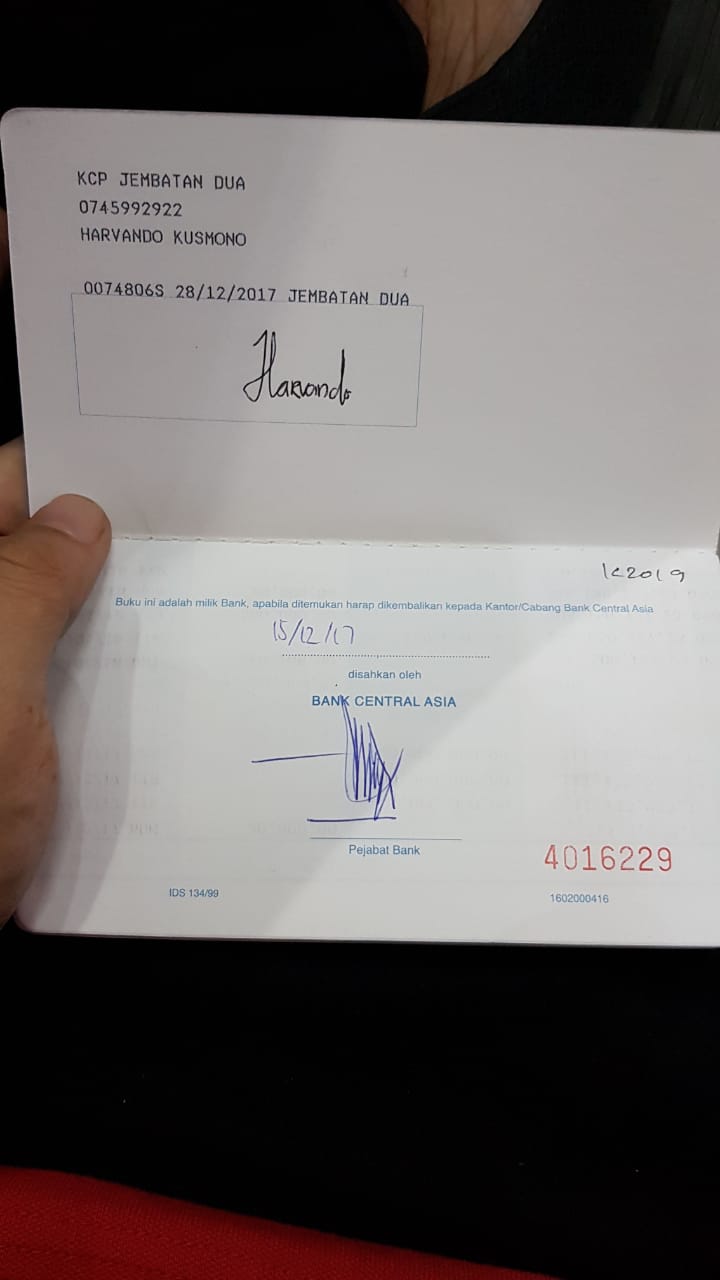 KCP JEMBATAN DUA
0745992922
HARVANDO KUSMONO
0074806S 28/12/2017 JEMBATAN DUA
Harvando
K2019
Buku ini adalah milik Bank, apabila ditemukan harap dikembalikan kepada Kantor/Cabang Bank Central Asia
15/12/17
disahkan oleh
BANK CENTRAL ASIA
Pejabat Bank
4016229
IDS 134/99
1602000416